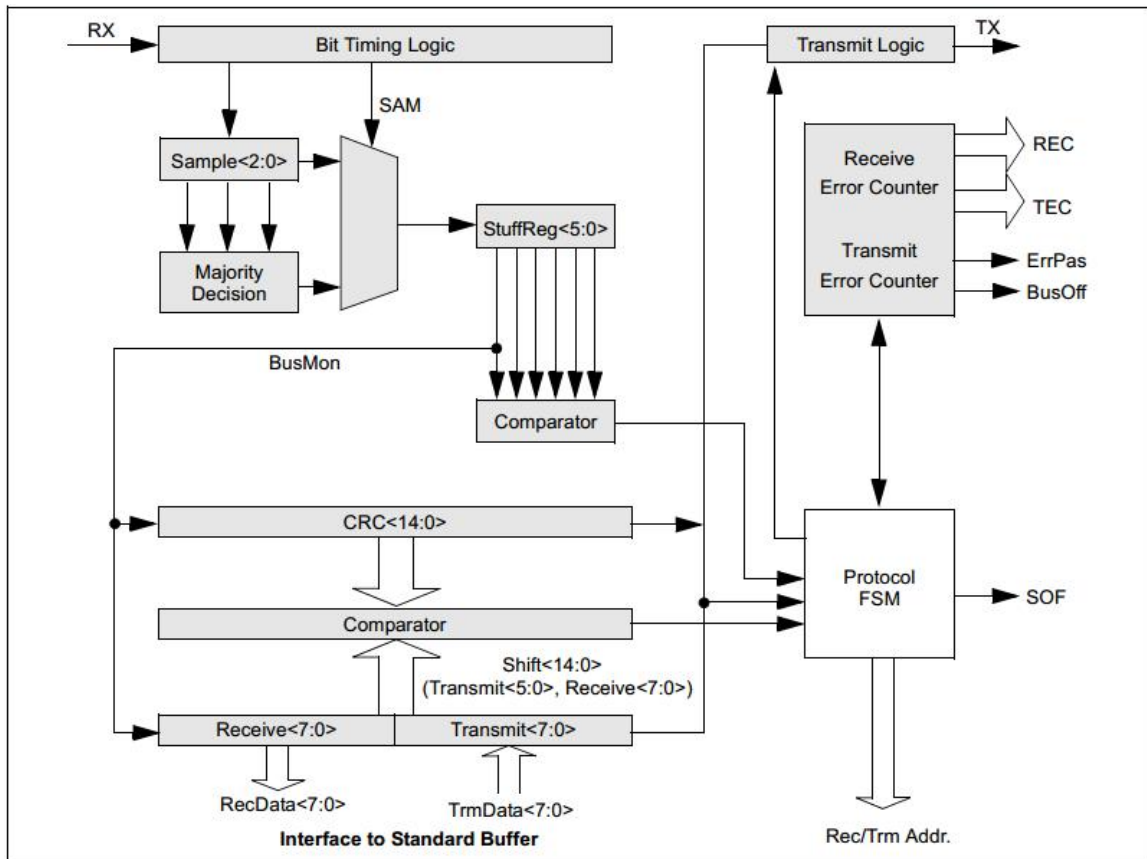 RX
Bit Timing Logic
Transmit Logic
TX
SAM
Sample<2:0>
Receive
Error Counter
REC
TEC
StuffReg<5:0>
Majority
Decision
Transmit
Error Counter
ErrPas
BusOff
BusMon
Comparator
CRC<14:0>
Protocol
FSM
SOF
Comparator
Shift<14:0>
(Transmit<5:0>, Receive<7:0>)
Receive<7:0>
Transmit<7:0>
RecData<7:0>
TrmData<7:0>
Interface to Standard Buffer
Rec/Trm Addr.